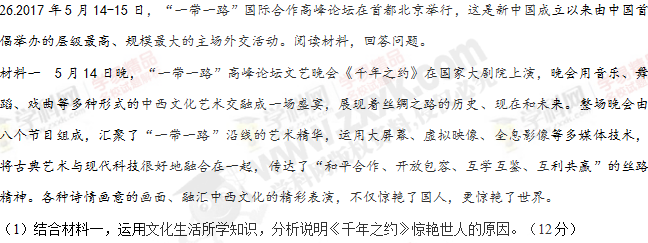 26.2017 年 5 月 14-15 日，“一带一路”国际合作高峰论坛在首都北京举行，这是新中国成立以来由中国首
倡举办的层级最高、规模最大的主场外交活动。阅读材料，回答问题。
材料一 5 月 14 日晚，“一带一路”高峰论坛文艺晚会《千年之约》在国家大剧院上演，晚会用音乐、舞
蹈、戏曲等多种形式的中西文化艺术交融成一场盛宴，展现着丝绸之路的历史、现在和未来。整场晚会由
八个节目组成，汇聚了“一带一路”沿线的艺术精华，运用大屏幕、虚拟映像、全息影像等多媒体技术，
将古典艺术与现代科技很好地融合在一起，传达了“和平合作、开放包容、互学互鉴、互利共赢”的丝路
精神。各种诗情画意的画面、融汇中西文化的精彩表演，不仅惊艳了国人，更惊艳了世界。
（1）结合材料一，运用文化生活所学知识，分析说明《千年之约》惊艳世人的原因。（12 分）